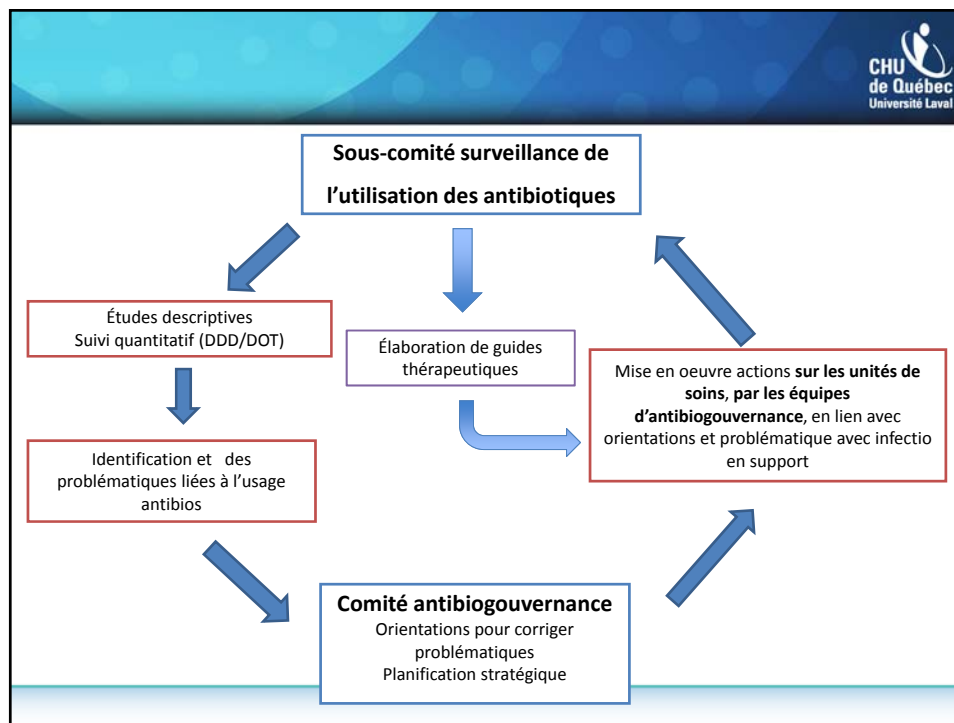 CHU
de Québec
Université Laval
Sous-comité surveillance de
l'utilisation des antibiotiques
Études descriptives
Suivi quantitatif (DDD/DOT)
Élaboration de guides
thérapeutiques
Mise en oeuvre actions sur les unités de
soins, par les équipes
d'antibiogouvernance, en lien avec
orientations et problématique avec infectio
en support
Identification et des
problématiques liées à l'usage
antibios
Comité antibiogouvernance
Orientations pour corriger
problématiques
Planification stratégique